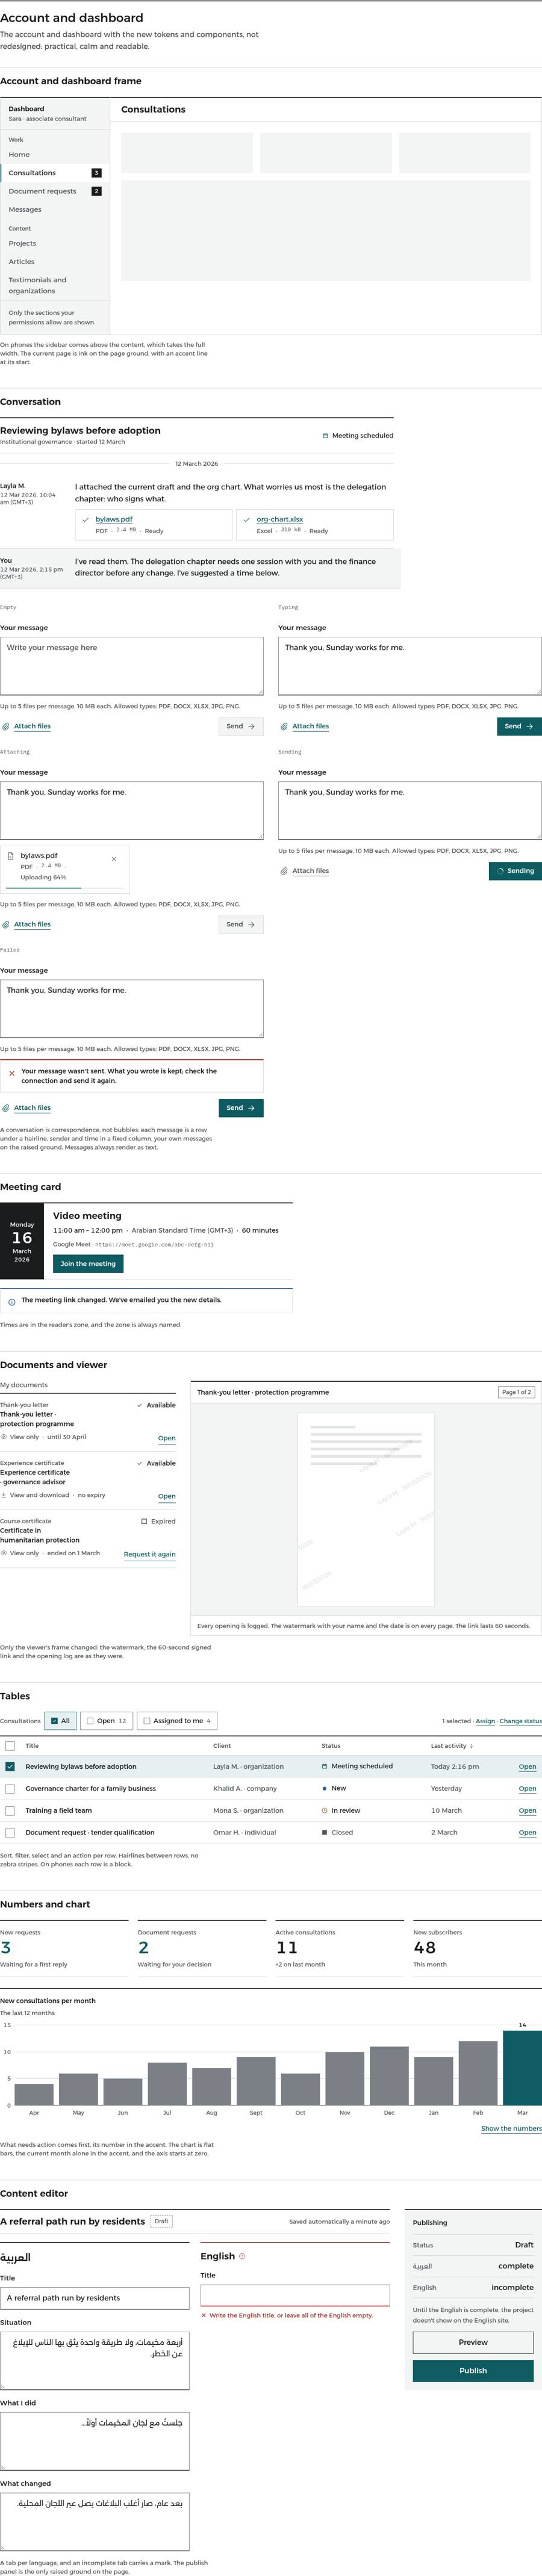 Account and dashboard
The account and dashboard with the new tokens and components, not
redesigned: practical, calm and readable.
Account and dashboard frame
Dashboard
Sara · associate consultant
Work
Home
Consultations 3
Document requests 2
Messages
Content
Projects
Articles
Testimonials and
organizations
Only the sections your
permissions allow are shown.
Consultations
On phones the sidebar comes above the content, which takes the full
width. The current page is ink on the page ground, with an accent line
at its start.
Conversation
Reviewing bylaws before adoption
Institutional governance · started 12 March
Meeting scheduled
12 March 2026
Layla M.
12 Mar 2026, 10:04
am (GMT+3)
I attached the current draft and the org chart. What worries us most is the delegation
chapter: who signs what.
bylaws.pdf
PDF · 2.4 MB · Ready
org-chart.xlsx
Excel · 310 kB · Ready
You
12 Mar 2026, 2:15 pm
(GMT+3)
I've read them. The delegation chapter needs one session with you and the finance
director before any change. I've suggested a time below.
Empty
Your message
Write your message here
Up to 5 files per message, 10 MB each. Allowed types: PDF, DOCX, XLSX, JPG, PNG.
Attach files
Send
Typing
Your message
Thank you, Sunday works for me.
Up to 5 files per message, 10 MB each. Allowed types: PDF, DOCX, XLSX, JPG, PNG.
Attach files
Send
Attaching
Your message
Thank you, Sunday works for me.
bylaws.pdf
PDF · 2.4 MB ·
Uploading 64%
Up to 5 files per message, 10 MB each. Allowed types: PDF, DOCX, XLSX, JPG, PNG.
Attach files
Send
Sending
Your message
Thank you, Sunday works for me.
Up to 5 files per message, 10 MB each. Allowed types: PDF, DOCX, XLSX, JPG, PNG.
Attach files
Sending
Failed
Your message
Thank you, Sunday works for me.
Up to 5 files per message, 10 MB each. Allowed types: PDF, DOCX, XLSX, JPG, PNG.
Your message wasn't sent. What you wrote is kept; check the
connection and send it again.
Attach files
Send
A conversation is correspondence, not bubbles: each message is a row
under a hairline, sender and time in a fixed column, your own messages
on the raised ground. Messages always render as text.
Meeting card
Monday
16
March
2026
Video meeting
11:00 am – 12:00 pm · Arabian Standard Time (GMT+3) · 60 minutes
Google Meet · https://meet.google.com/abc-defg-hij
Join the meeting
The meeting link changed. We've emailed you the new details.
Times are in the reader's zone, and the zone is always named.
Documents and viewer
My documents
Thank-you letter
Available
Thank-you letter ·
protection programme
View only · until 30 April
Open
Experience certificate
Available
Experience certificate
· governance advisor
View and download · no expiry
Open
Course certificate
Expired
Certificate in
humanitarian protection
View only · ended on 1 March
Request it again
Thank-you letter · protection programme
Page 1 of 2
Every opening is logged. The watermark with your name and the date is on every page. The link lasts 60 seconds.
Only the viewer's frame changed: the watermark, the 60-second signed
link and the opening log are as they were.
Tables
Consultations All Open 12 Assigned to me 4
1 selected · Assign · Change status
Title Client Status Last activity ↓
Reviewing bylaws before adoption Layla M. · organization Meeting scheduled Today 2:16 pm Open
Governance charter for a family business Khalid A. · company New Yesterday Open
Training a field team Mona S. · organization In review 10 March Open
Document request · tender qualification Omar H. · individual Closed 2 March Open
Sort, filter, select and an action per row. Hairlines between rows, no
zebra stripes. On phones each row is a block.
Numbers and chart
New requests
3
Waiting for a first reply
Document requests
2
Waiting for your decision
Active consultations
11
+2 on last month
New subscribers
48
This month
New consultations per month
The last 12 months
15
10
5
0
14
Apr May Jun Jul Aug Sept Oct Nov Dec Jan Feb Mar
Show the numbers
What needs action comes first, its number in the accent. The chart is flat
bars, the current month alone in the accent, and the axis starts at zero.
Content editor
A referral path run by residents Draft
Saved automatically a minute ago
العربية
Title
A referral path run by residents
Situation
أربعة مخيمات، ولا طريقة واحدة يثق بها الناس للإبلاغ
عن الخطر.
What I did
جلستُ مع لجان المخيمات أولاً...
What changed
بعد عام، صار أغلب البلاغات يصل عبر اللجان المحلية.
English
Title
Write the English title, or leave all of the English empty.
Publishing
Status Draft
العربية complete
English incomplete
Until the English is complete, the project
doesn't show on the English site.
Preview
Publish
A tab per language, and an incomplete tab carries a mark. The publish
panel is the only raised ground on the page.